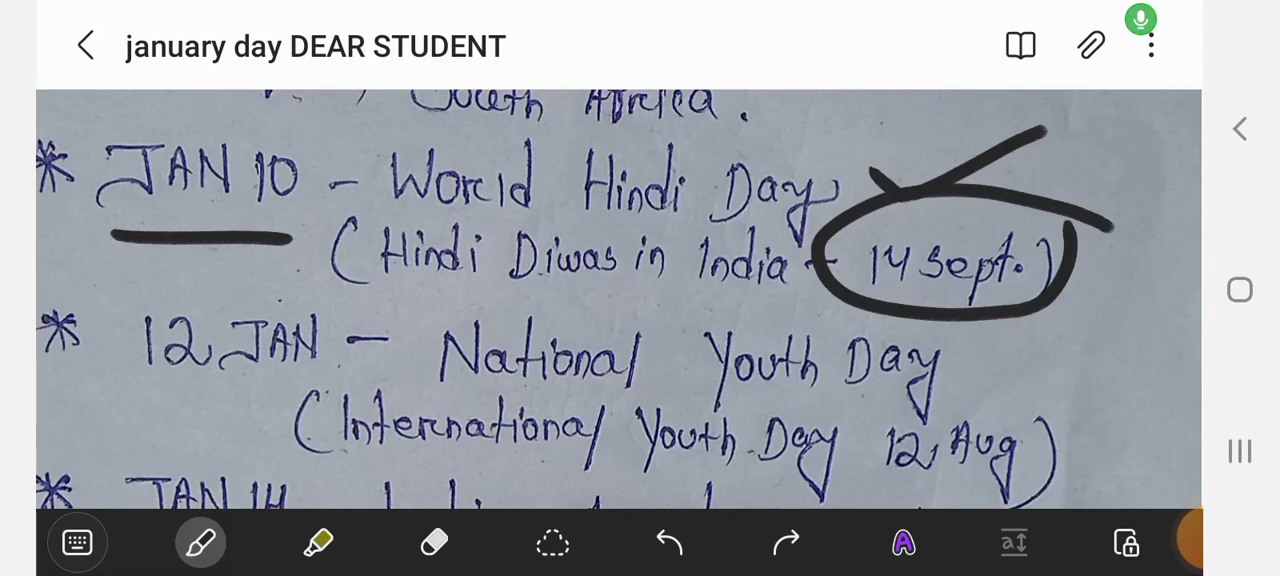 january day DEAR STUDENT
South Africa.
* JAN 10 - World Hindi Day
(Hindi Diwas in India - 14 Sept.)
* 12 JAN - National Youth Day
(International Youth Day 12, Aug)
* JAN 14